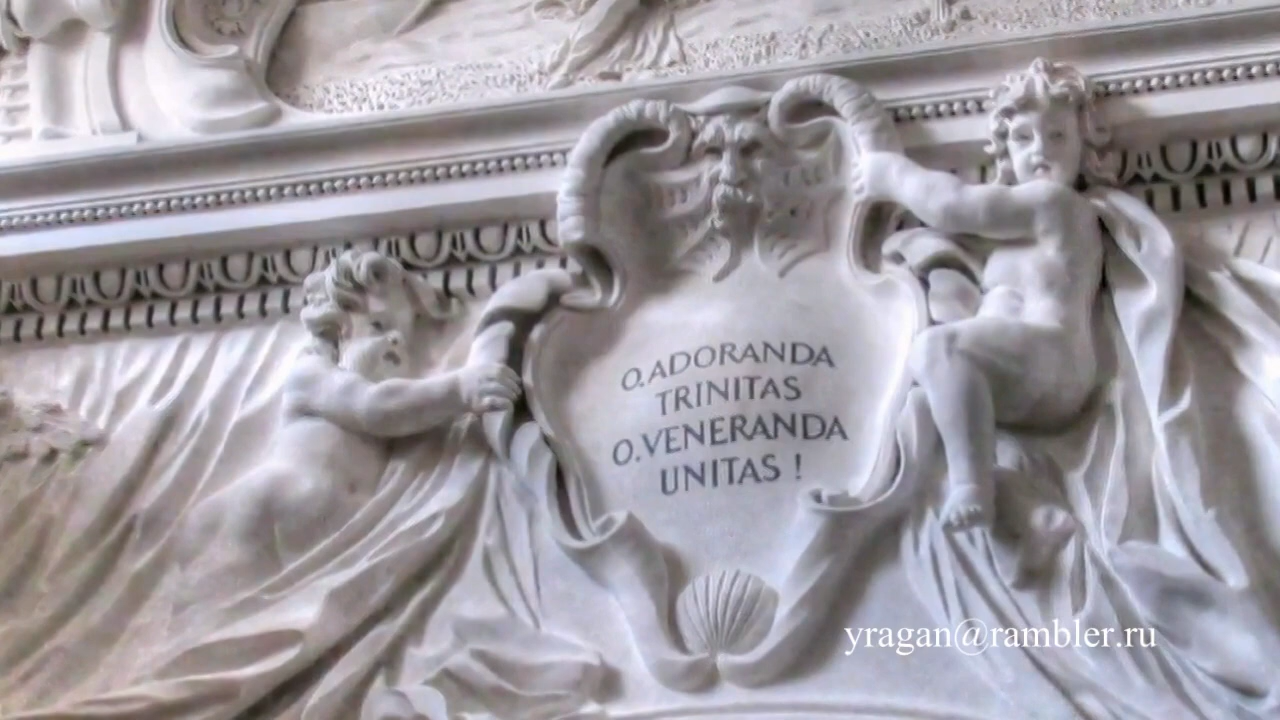 O.ADORANDA
TRINITAS
O.VENERANDA
UNITAS !
yragan@rambler.ru